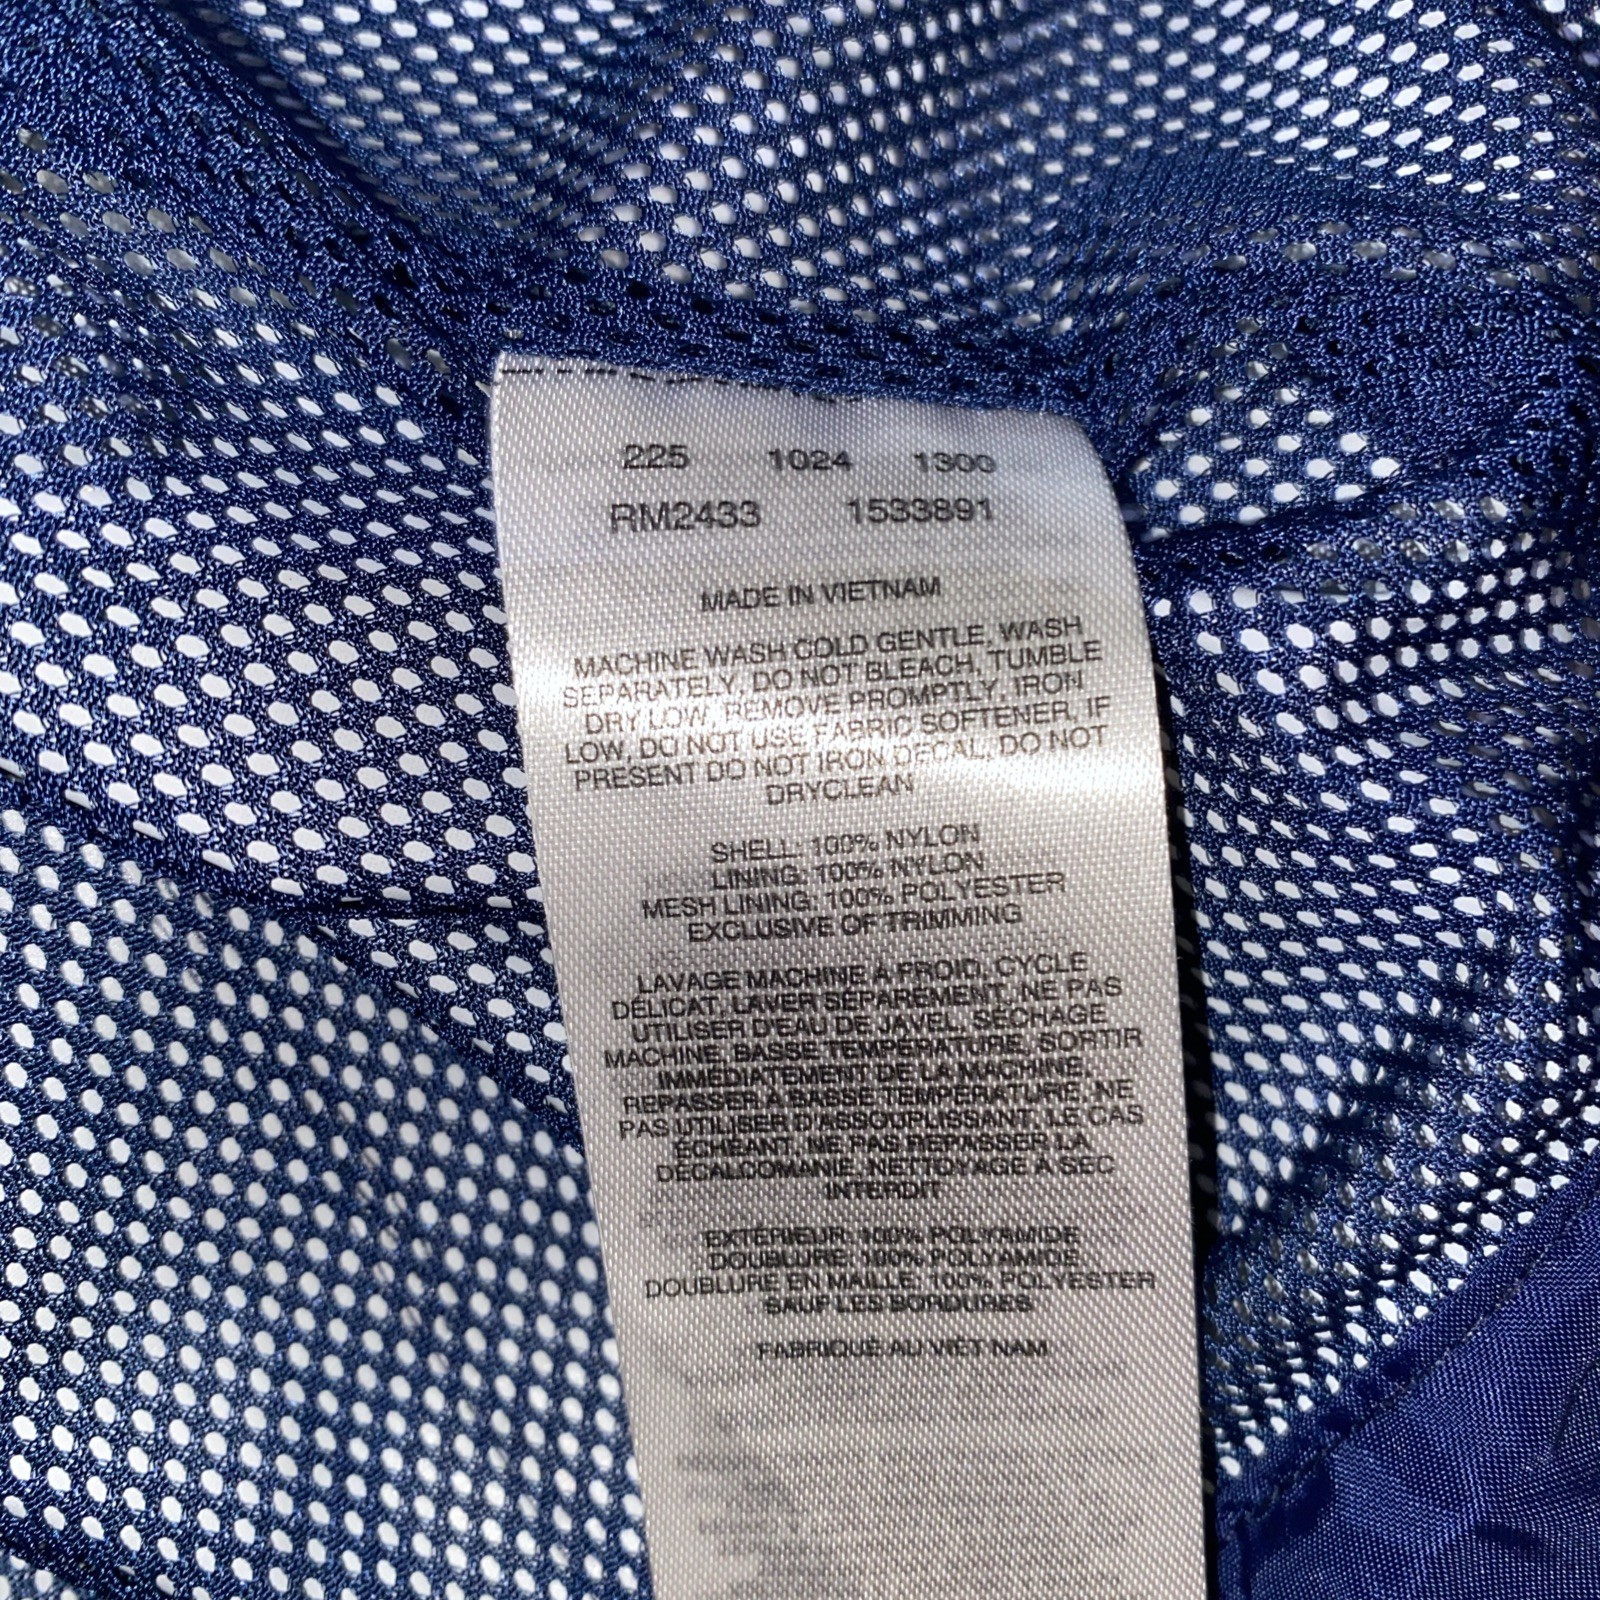 225 1024 1300
RM2433 1533891
MADE IN VIETNAM
MACHINE WASH COLD GENTLE, WASH
SEPARATELY, DO NOT BLEACH, TUMBLE
DRY LOW, REMOVE PROMPTLY, IRON
LOW, DO NOT USE FABRIC SOFTENER, IF
PRESENT DO NOT IRON DECAL, DO NOT
DRYCLEAN
SHELL: 100% NYLON
LINING: 100% NYLON
MESH LINING: 100% POLYESTER
EXCLUSIVE OF TRIMMING
LAVAGE MACHINE À FROID, CYCLE
DÉLICAT, LAVER SÉPARÉMENT, NE PAS
UTILISER D'EAU DE JAVEL, SÉCHAGE
MACHINE, BASSE TEMPÉRATURE, SORTIR
IMMÉDIATEMENT DE LA MACHINE,
REPASSER À BASSE TEMPÉRATURE, NE
PAS UTILISER D'ASSOUPLISSANT, LE CAS
ÉCHÉANT, NE PAS REPASSER LA
DÉCALCOMANIE, NETTOYAGE À SEC
INTERDIT
EXTÉRIEUR: 100% POLYAMIDE
DOUBLURE: 100% POLYAMIDE
DOUBLURE EN MAILLE: 100% POLYESTER
SAUF LES BORDURES
FABRIQUÉ AU VIÊT NAM